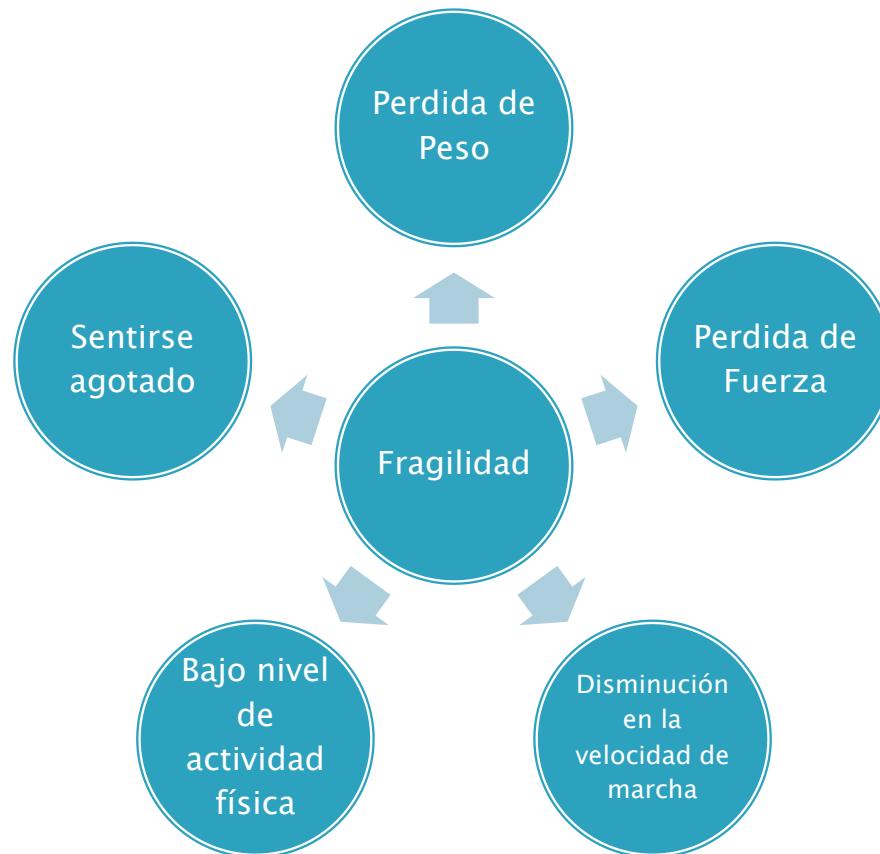 Perdida de
Peso
Sentirse
agotado
Perdida de
Fuerza
Fragilidad
Bajo nivel
de
actividad
física
Disminución
en la
velocidad de
marcha